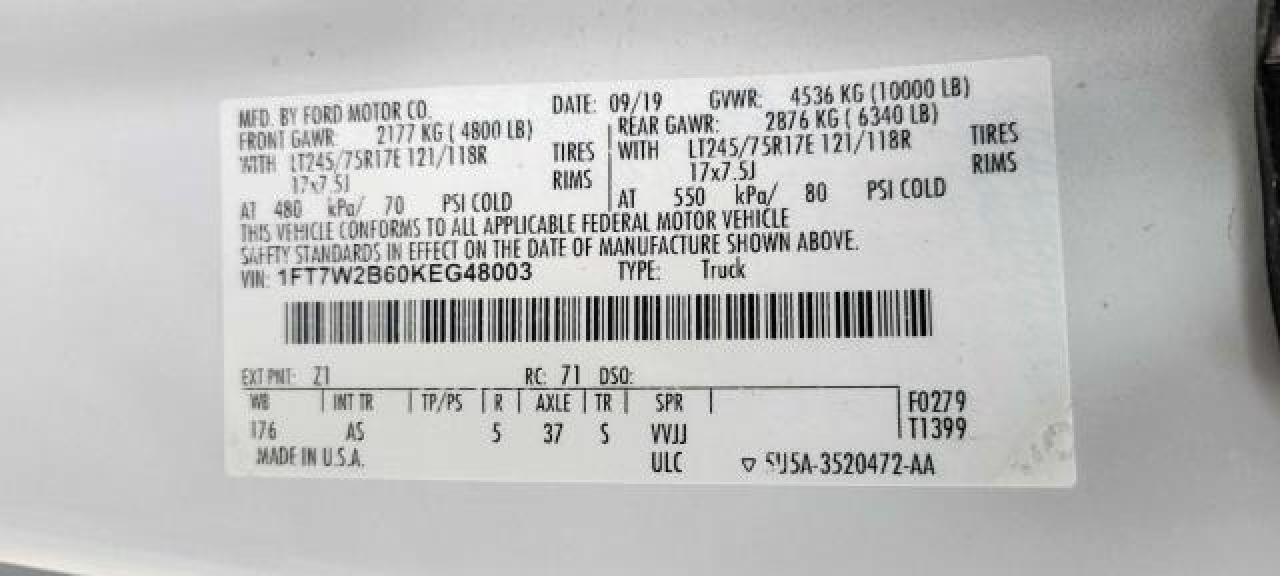 MFD. BY FORD MOTOR CO. DATE: 09/19 GVWR: 4536 KG (10000 LB)
FRONT GAWR: 2177 KG ( 4800 LB) REAR GAWR: 2876 KG ( 6340 LB)
WITH LT245/75R17E 121/118R TIRES WITH LT245/75R17E 121/118R TIRES
17x7.5J RIMS 17x7.5J RIMS
AT 480 kPa/ 70 PSI COLD AT 550 kPa/ 80 PSI COLD
THIS VEHICLE CONFORMS TO ALL APPLICABLE FEDERAL MOTOR VEHICLE
SAFETY STANDARDS IN EFFECT ON THE DATE OF MANUFACTURE SHOWN ABOVE.
VIN: 1FT7W2B60KEG48003 TYPE: Truck
EXT PNT: Z1 RC: 71 DSO:
WB INT TR TP/PS R AXLE TR SPR F0279
176 AS 5 37 S VVJJ T1399
MADE IN U.S.A. ULC ▽ 5U5A-3520472-AA